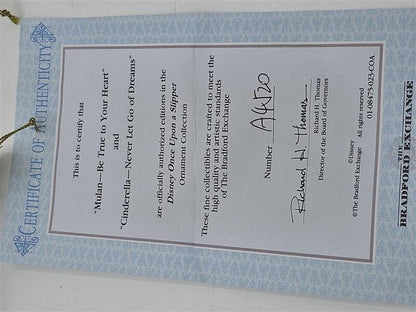 CERTIFICATE OF AUTHENTICITY
This is to certify that
"Mulan—Be True to Your Heart"
and
"Cinderella—Never Let Go of Dreams"
are officially authorized editions in the
Disney Once Upon a Slipper
Ornament Collection
These fine collectibles are crafted to meet the
high quality and artistic standards
of The Bradford Exchange
Number A4520
Richard H. Thomas
Richard H. Thomas
Director of the Board of Governors
©Disney
©The Bradford Exchange All rights reserved
01-08475-023-COA
THE
BRADFORD EXCHANGE